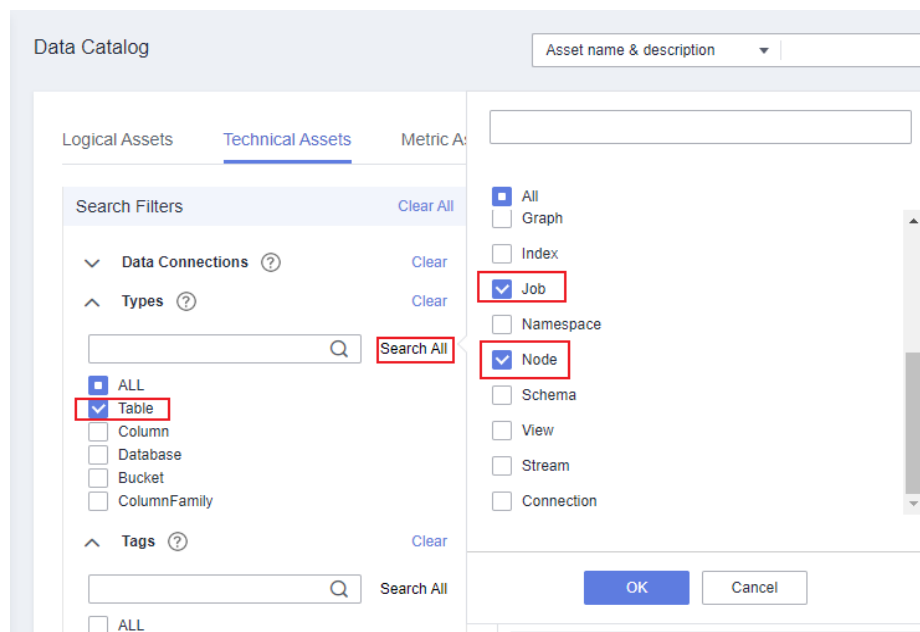 Data Catalog
Asset name & description
Logical Assets
Technical Assets
Metric As
Search Filters
Clear All
Data Connections ?
Clear
Types ?
Clear
Search All
ALL
Table
Column
Database
Bucket
ColumnFamily
Tags ?
Clear
Search All
ALL
All
Graph
Index
Job
Namespace
Node
Schema
View
Stream
Connection
OK
Cancel